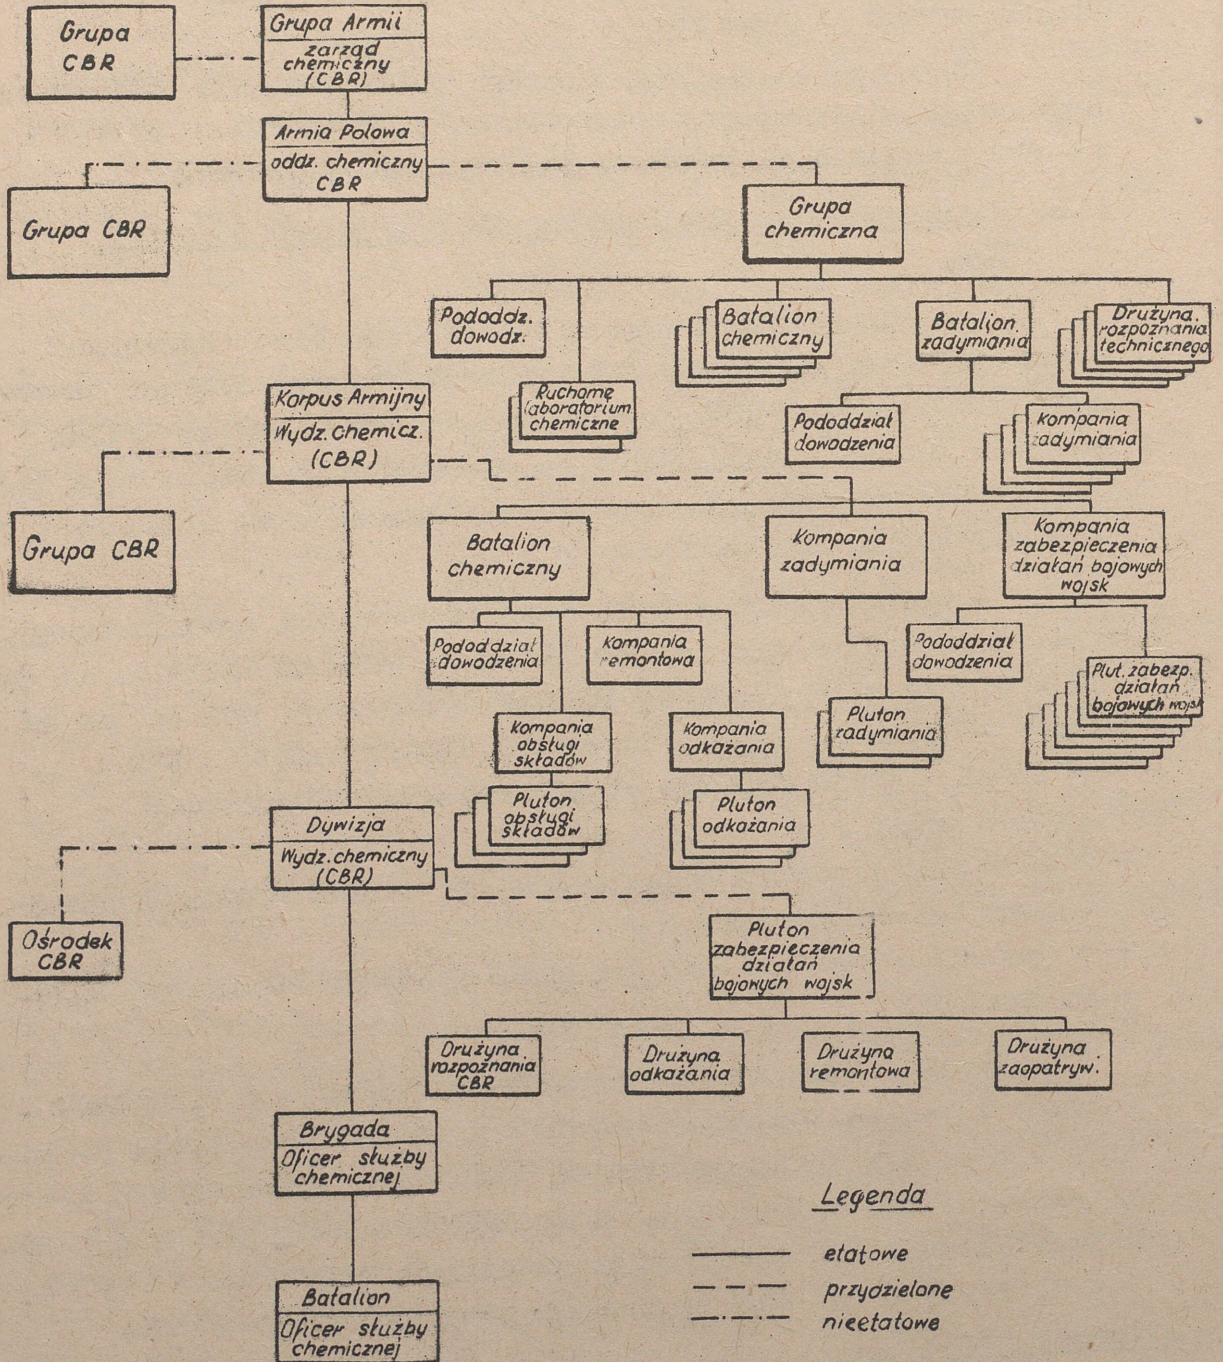 Grupa
CBR
Grupa Armii
zarząd
chemiczny
(CBR)
Armia Polowa
oddz. chemiczny
CBR
Grupa CBR
Grupa
chemiczna
Pododdz.
dowodz.
Ruchome
laboratorium
chemiczne
Batalion
chemiczny
Batalion
zadymiania
Drużyna.
rozpoznania
technicznego
Pododdział
dowodzenia
Kompania
zadymiania
Korpus Armijny
Wydz. chemicz.
(CBR)
Grupa CBR
Batalion
chemiczny
Kompania
zadymiania
Kompania
zabezpieczenia
działań bojowych
wojsk
Pododdział
dowodzenia
Kompania
remontowa
Pododdział
dowodzenia
Plut. zabezp.
działań
bojowych wojsk
Kompania
obsługi
składów
Kompania
odkażania
Pluton
zadymiania
Pluton
obsługi
składów
Pluton
odkażania
Dywizja
Wydz. chemiczny
(CBR)
Ośrodek
CBR
Pluton
zabezpieczenia
działań
bojowych wojsk
Drużyna
rozpoznania
CBR
Drużyna
odkażania
Drużyna
remontowa
Drużyna
zaopatryw.
Brygada
Oficer służby
chemicznej
Batalion
Oficer służby
chemicznej
Legenda
etatowe
przydzielone
nieetatowe